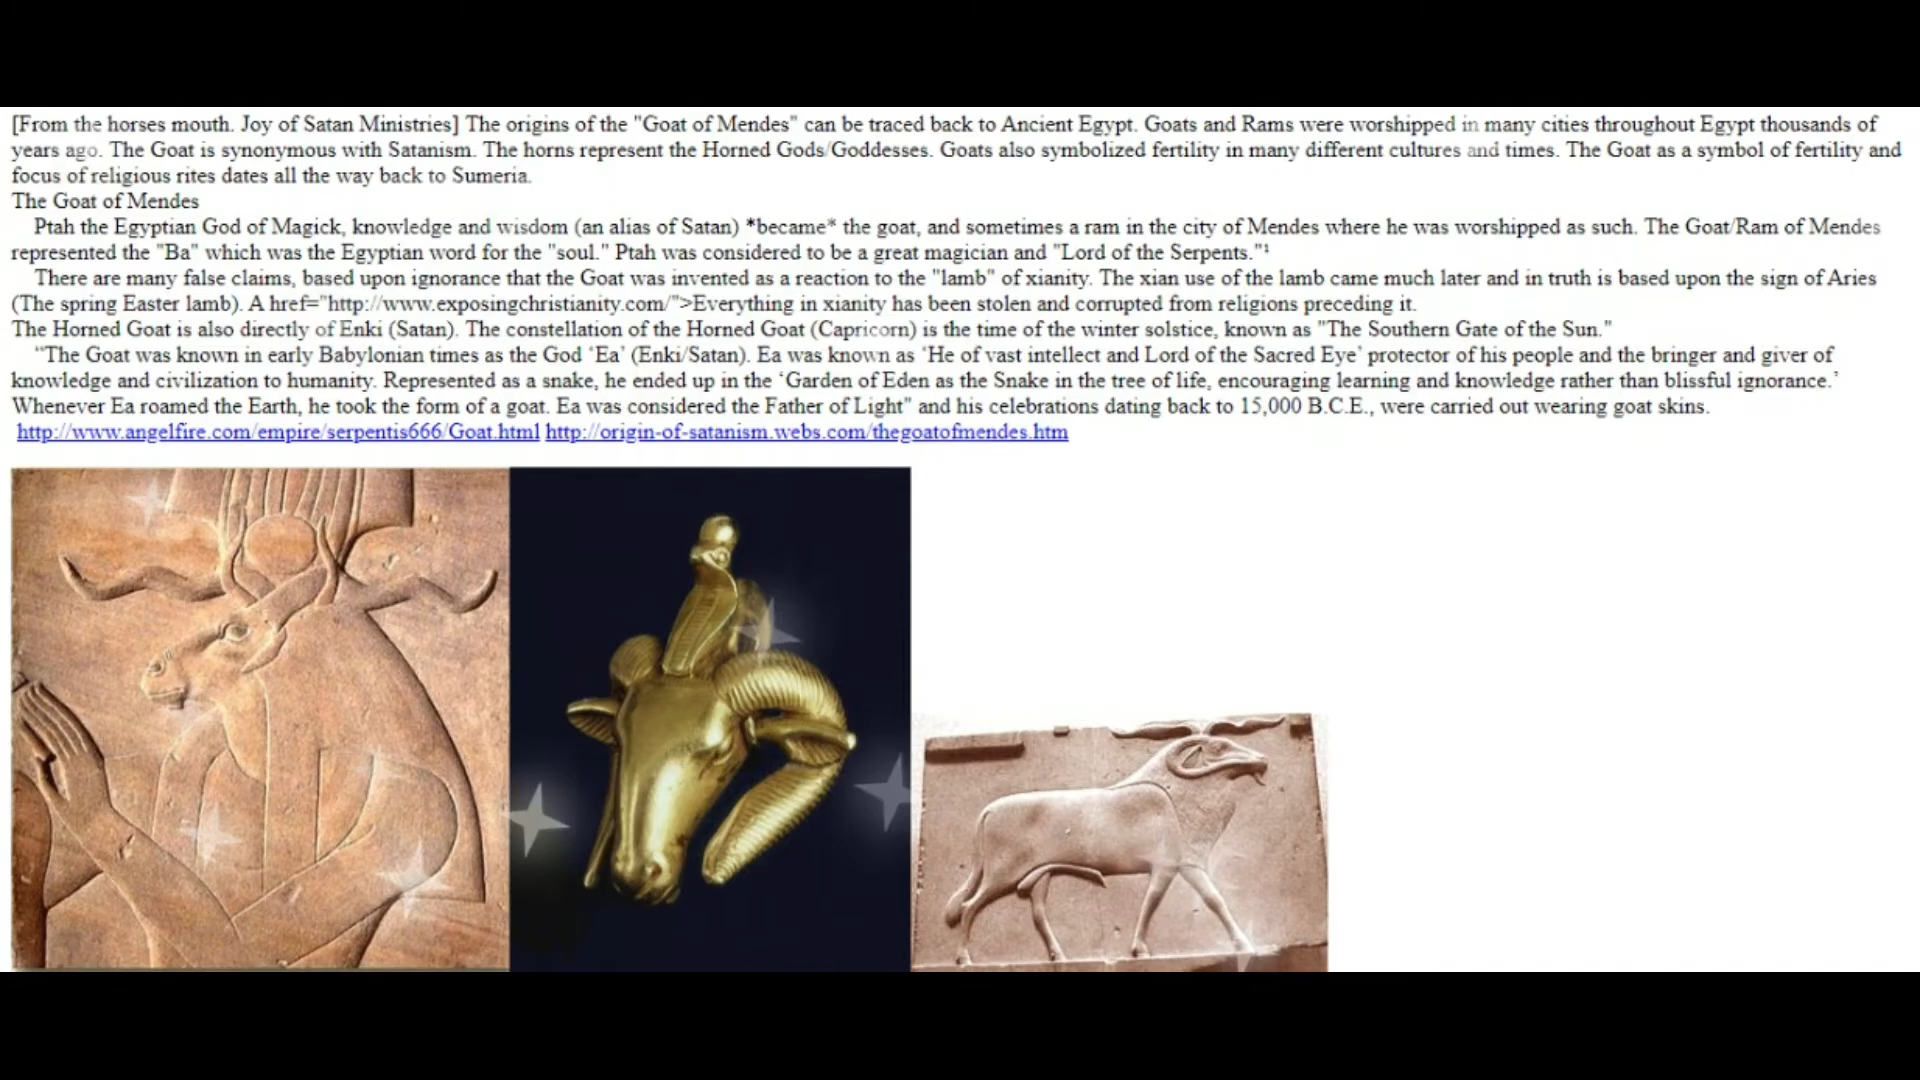 [From the horses mouth. Joy of Satan Ministries] The origins of the "Goat of Mendes" can be traced back to Ancient Egypt. Goats and Rams were worshipped in many cities throughout Egypt thousands of
years ago. The Goat is synonymous with Satanism. The horns represent the Horned Gods/Goddesses. Goats also symbolized fertility in many different cultures and times. The Goat as a symbol of fertility and
focus of religious rites dates all the way back to Sumeria.
The Goat of Mendes
Ptah the Egyptian God of Magick, knowledge and wisdom (an alias of Satan) *became* the goat, and sometimes a ram in the city of Mendes where he was worshipped as such. The Goat/Ram of Mendes
represented the "Ba" which was the Egyptian word for the "soul." Ptah was considered to be a great magician and "Lord of the Serpents."¹
There are many false claims, based upon ignorance that the Goat was invented as a reaction to the "lamb" of xianity. The xian use of the lamb came much later and in truth is based upon the sign of Aries
(The spring Easter lamb). A href="http://www.exposingchristianity.com/">Everything in xianity has been stolen and corrupted from religions preceding it.
The Horned Goat is also directly of Enki (Satan). The constellation of the Horned Goat (Capricorn) is the time of the winter solstice, known as "The Southern Gate of the Sun."
“The Goat was known in early Babylonian times as the God ‘Ea’ (Enki/Satan). Ea was known as ‘He of vast intellect and Lord of the Sacred Eye’ protector of his people and the bringer and giver of
knowledge and civilization to humanity. Represented as a snake, he ended up in the ‘Garden of Eden as the Snake in the tree of life, encouraging learning and knowledge rather than blissful ignorance.’
Whenever Ea roamed the Earth, he took the form of a goat. Ea was considered the Father of Light” and his celebrations dating back to 15,000 B.C.E., were carried out wearing goat skins.
http://www.angelfire.com/empire/serpentis666/Goat.html http://origin-of-satanism.webs.com/thegoatofmendes.htm